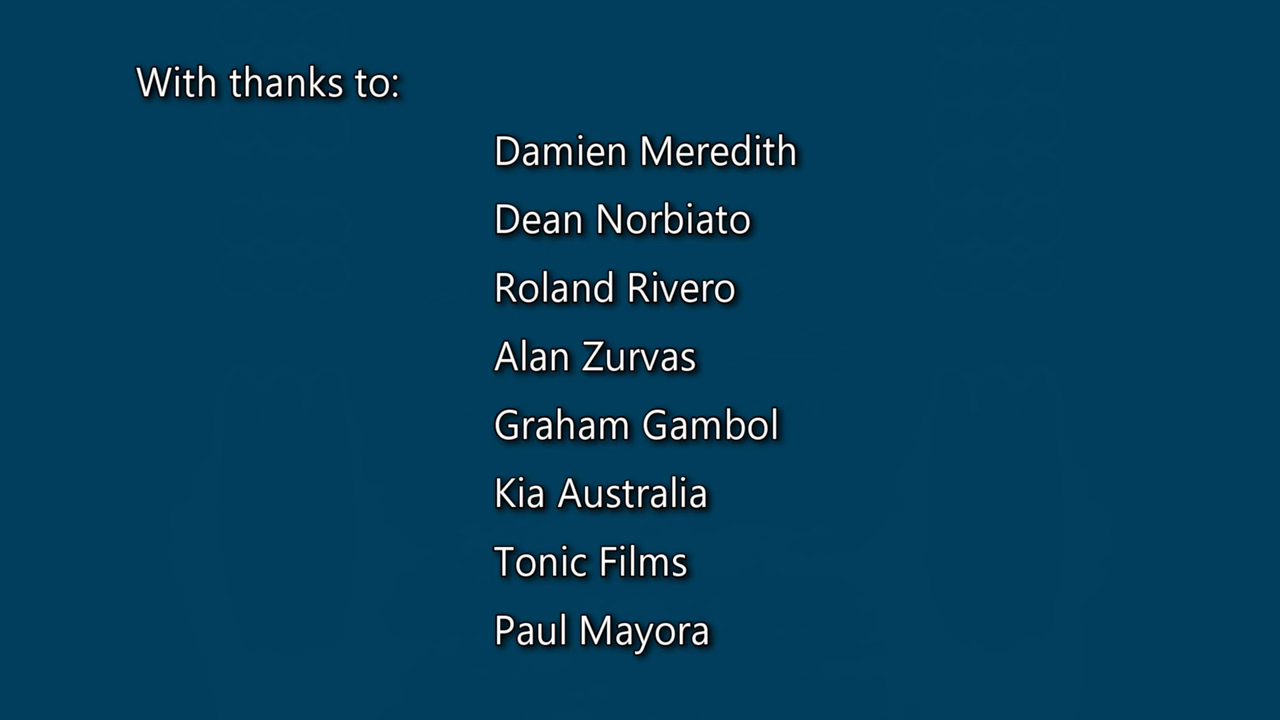 With thanks to:
Damien Meredith
Dean Norbiato
Roland Rivero
Alan Zurvas
Graham Gambol
Kia Australia
Tonic Films
Paul Mayora